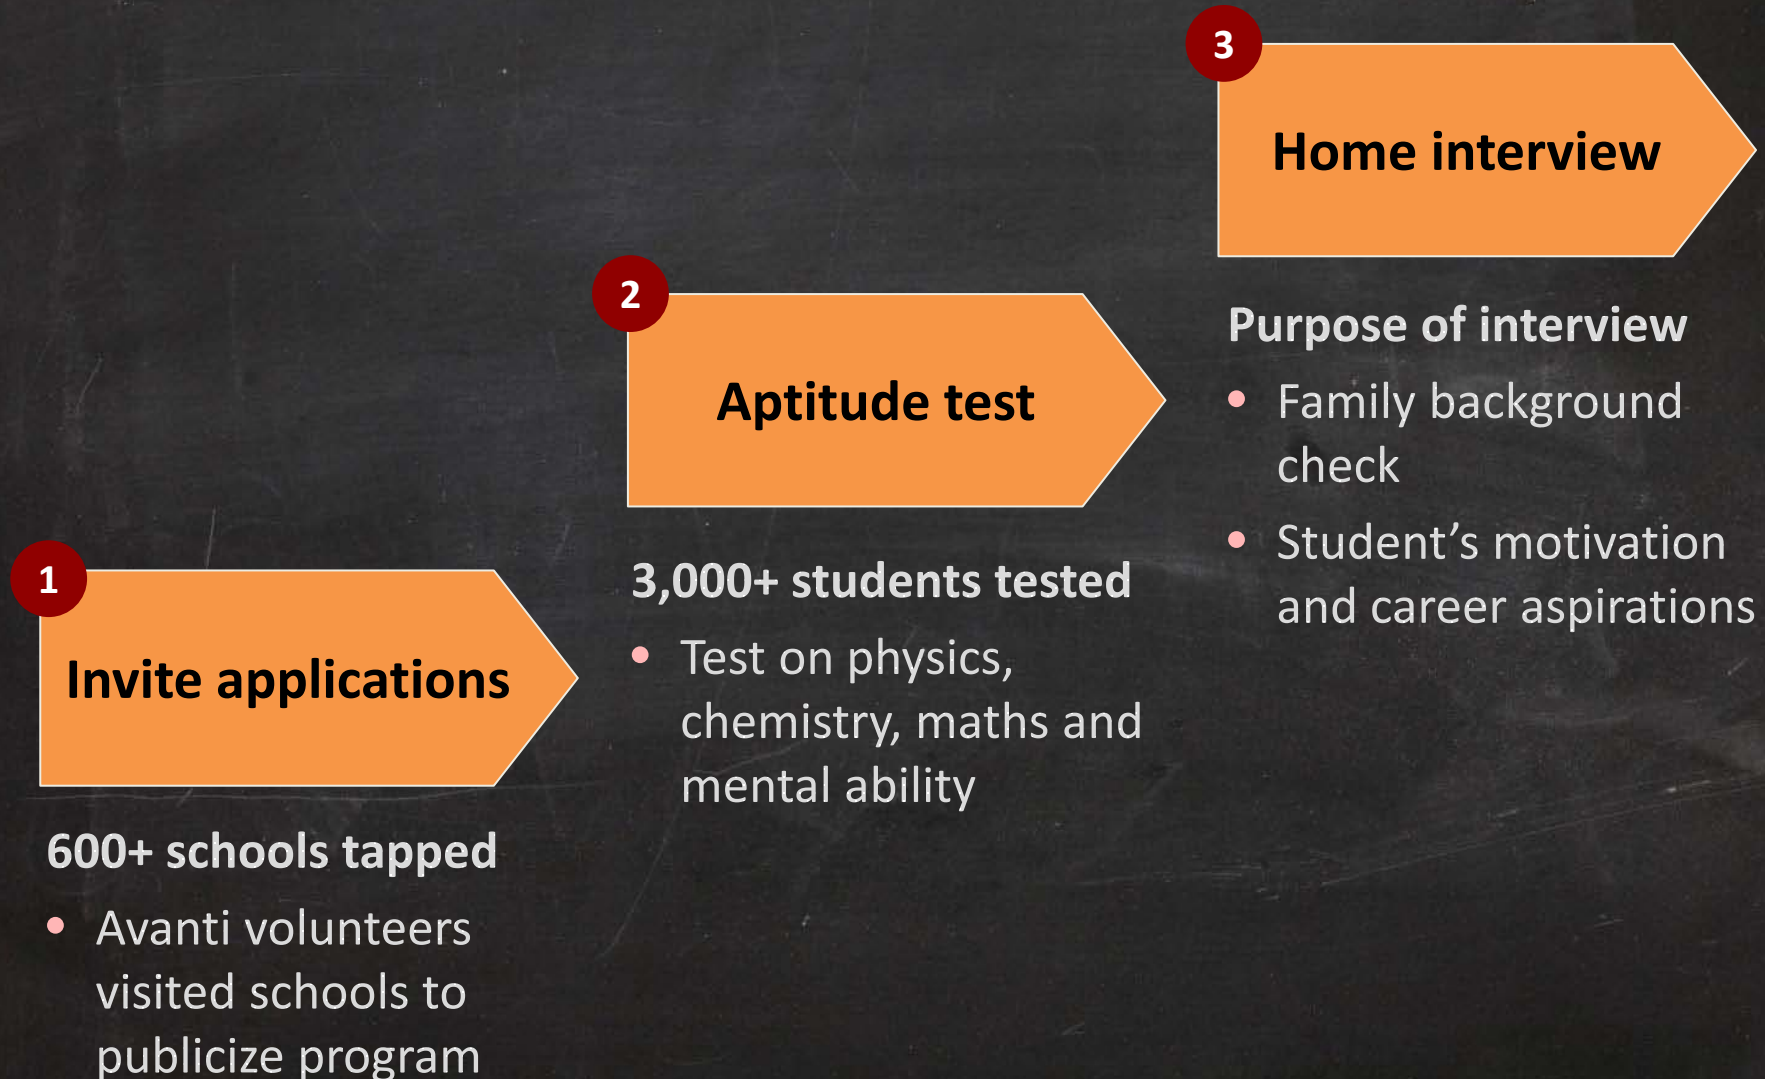 1
Invite applications
600+ schools tapped
• Avanti volunteers
visited schools to
publicize program
2
Aptitude test
3,000+ students tested
• Test on physics,
chemistry, maths and
mental ability
3
Home interview
Purpose of interview
• Family background
check
• Student’s motivation
and career aspirations